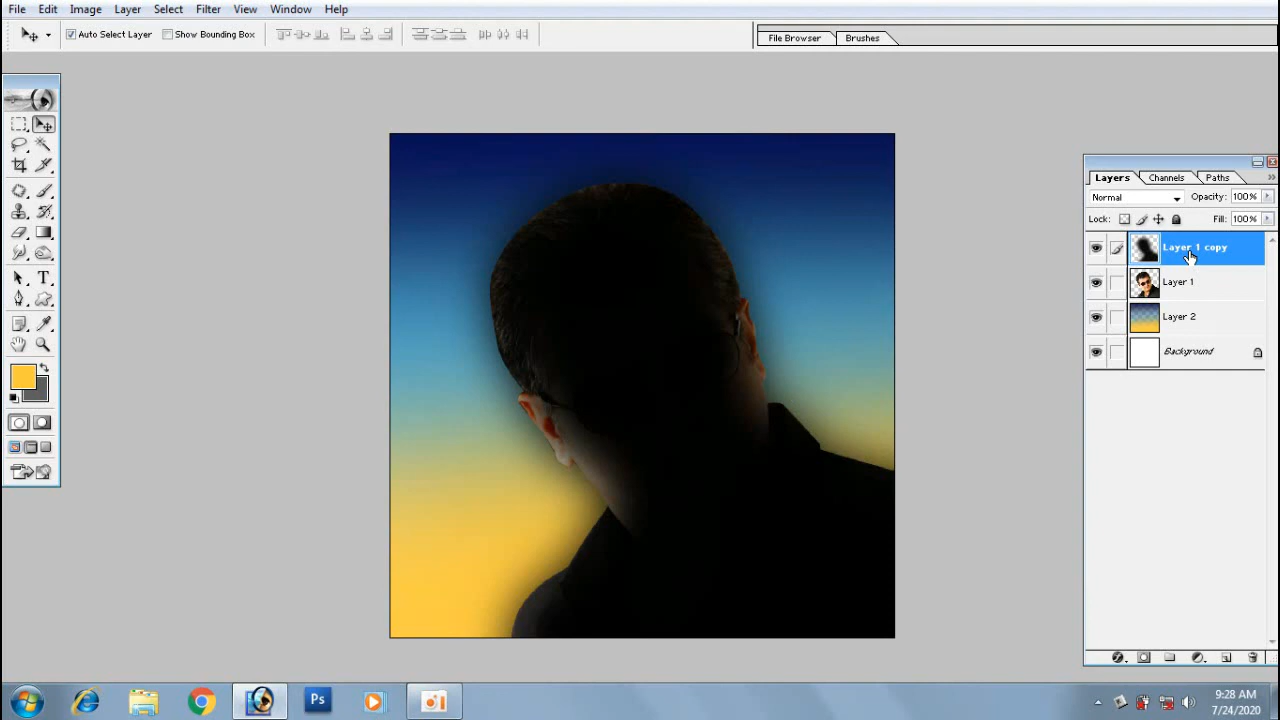 File Edit Image Layer Select Filter View Window Help
Auto Select Layer Show Bounding Box File Browser Brushes
Layers Channels Paths
Normal Opacity: 100%
Lock: Fill: 100%
Layer 1 copy
Layer 1
Layer 2
Background
T
Ps
9:28 AM
7/24/2020